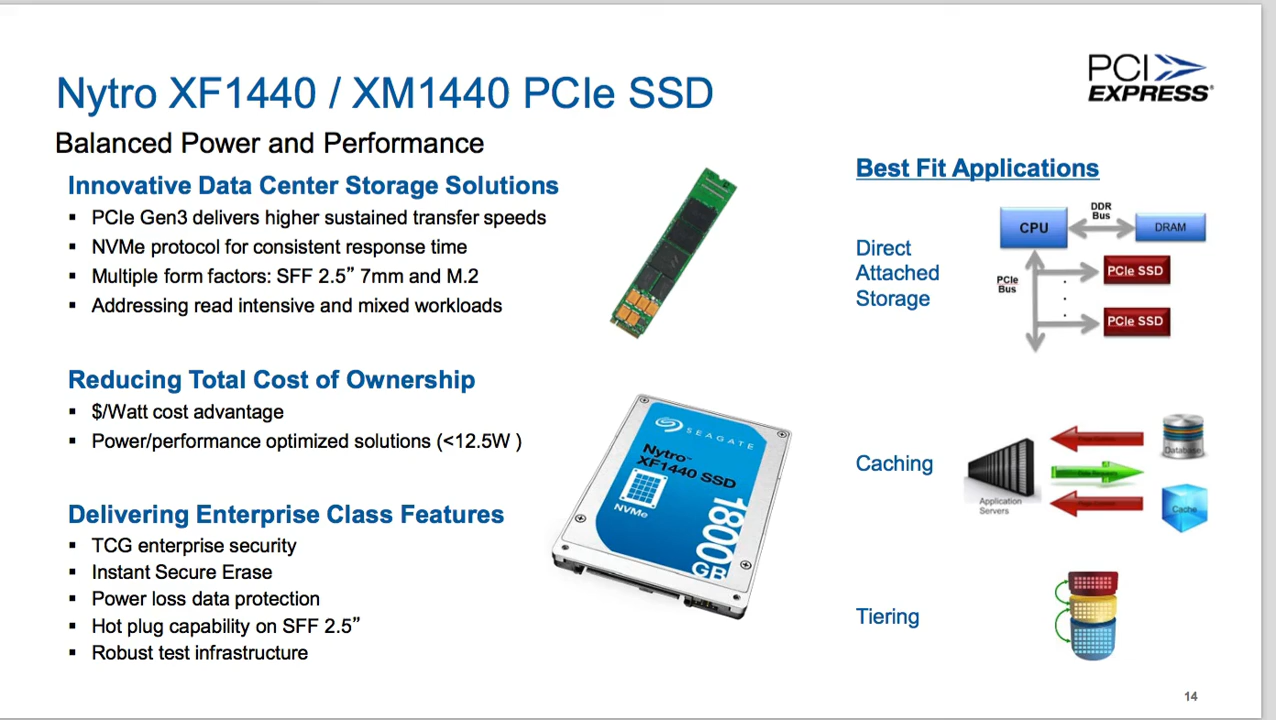 Nytro XF1440 / XM1440 PCIe SSD
PCI
EXPRESS®
Balanced Power and Performance
Innovative Data Center Storage Solutions
▪ PCIe Gen3 delivers higher sustained transfer speeds
▪ NVMe protocol for consistent response time
▪ Multiple form factors: SFF 2.5” 7mm and M.2
▪ Addressing read intensive and mixed workloads
Reducing Total Cost of Ownership
▪ $/Watt cost advantage
▪ Power/performance optimized solutions (<12.5W )
Delivering Enterprise Class Features
▪ TCG enterprise security
▪ Instant Secure Erase
▪ Power loss data protection
▪ Hot plug capability on SFF 2.5”
▪ Robust test infrastructure
SEAGATE
Nytro™
XF1440 SSD
NVMe
1800
GB
Best Fit Applications
Direct
Attached
Storage
CPU
DDR
Bus
DRAM
PCIe
Bus
PCIe SSD
PCIe SSD
Caching
Application
Servers
Database
Cache
Tiering
14